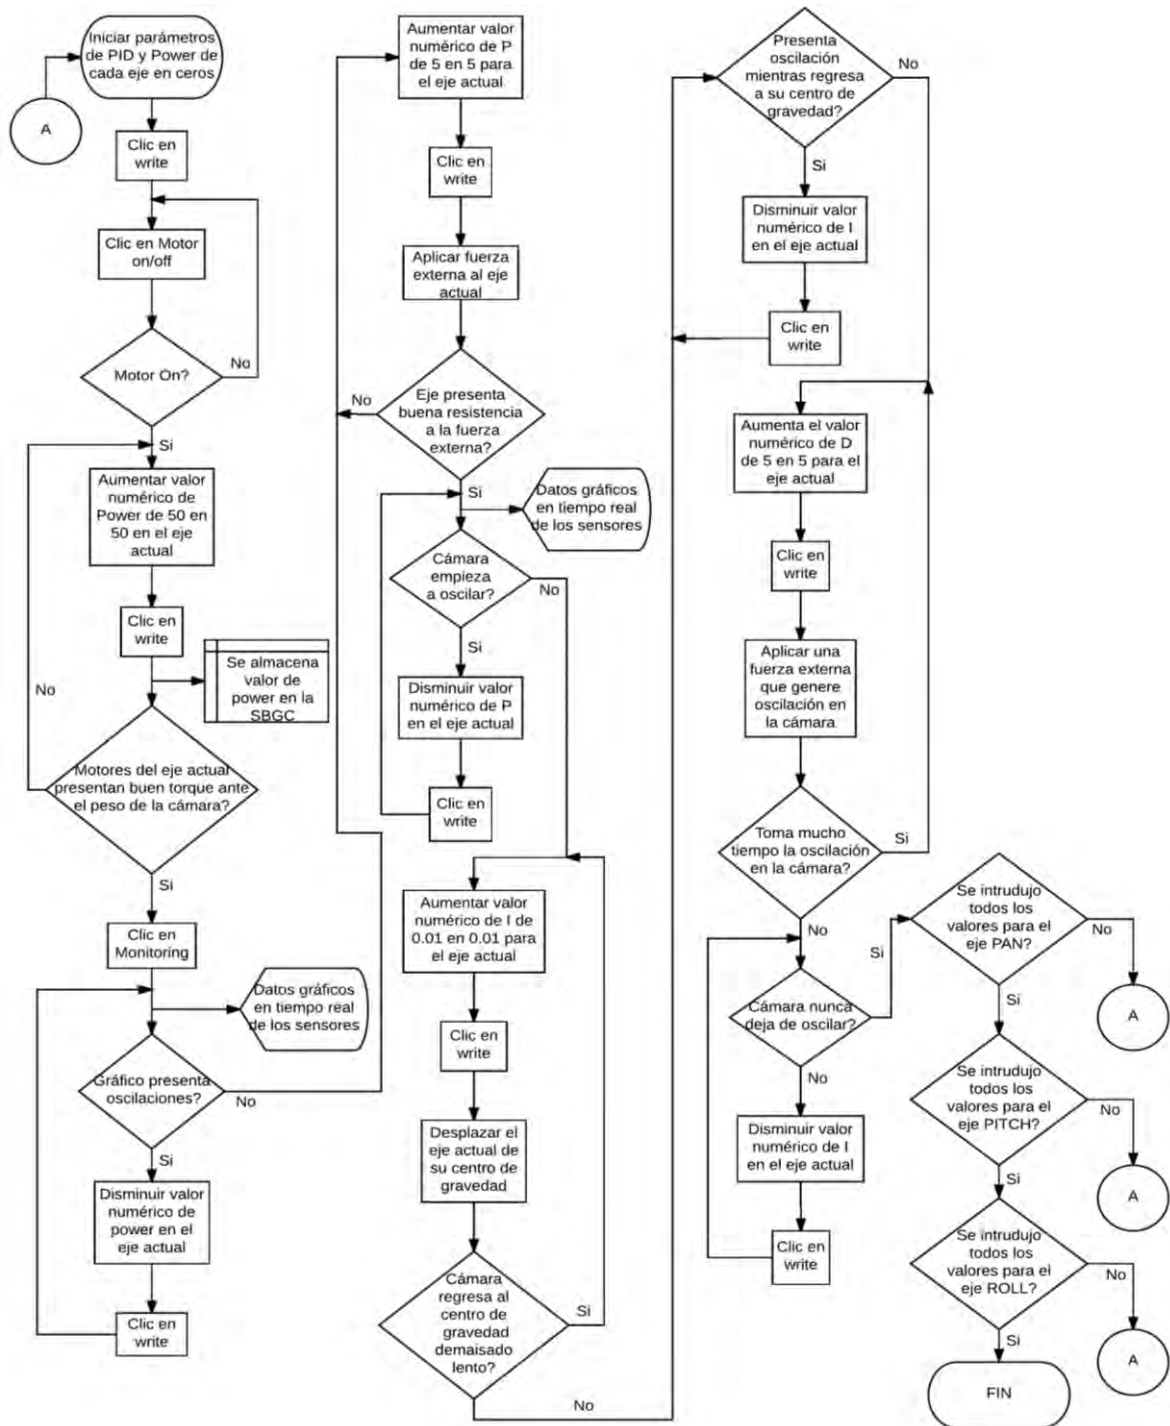 Iniciar parámetros
de PID y Power de
cada eje en ceros
A
Clic en
write
Clic en Motor
on/off
Motor On?
No
Si
Aumentar valor
numérico de
Power de 50 en
50 en el eje
actual
Clic en
write
Se almacena
valor de
power en la
SBGC
No
Motores del eje actual
presentan buen torque ante
el peso de la cámara?
Si
Clic en
Monitoring
Datos gráficos
en tiempo real
de los sensores
Gráfico presenta
oscilaciones?
No
Si
Disminuir valor
numérico de
power en el
eje actual
Clic en
write
Aumentar valor
numérico de P
de 5 en 5 para
el eje actual
Clic en
write
Aplicar fuerza
externa al eje
actual
No
Eje presenta
buena resistencia
a la fuerza
externa?
Si
Datos gráficos
en tiempo real
de los sensores
Cámara
empieza
a oscilar?
No
Si
Disminuir valor
numérico de P
en el eje actual
Clic en
write
Aumentar valor
numérico de I de
0.01 en 0.01 para
el eje actual
Clic en
write
Desplazar el
eje actual de
su centro de
gravedad
Cámara
regresa al
centro de
gravedad
demaisado
lento?
Si
No
Presenta
oscilación
mientras regresa
a su centro de
gravedad?
No
Si
Disminuir valor
numérico de I
en el eje actual
Clic en
write
Aumenta el valor
numérico de D
de 5 en 5 para el
eje actual
Clic en
write
Aplicar una
fuerza externa
que genere
oscilación en
la cámara
Toma mucho
tiempo la oscilación
en la cámara?
Si
No
Cámara nunca
deja de oscilar?
Si
No
Disminuir valor
numérico de I
en el eje actual
Clic en
write
Se intrudujo
todos los
valores para el
eje PAN?
No
A
Si
Se intrudujo
todos los
valores para el
eje PITCH?
No
A
Si
Se intrudujo
todos los
valores para el
eje ROLL?
No
A
Si
FIN